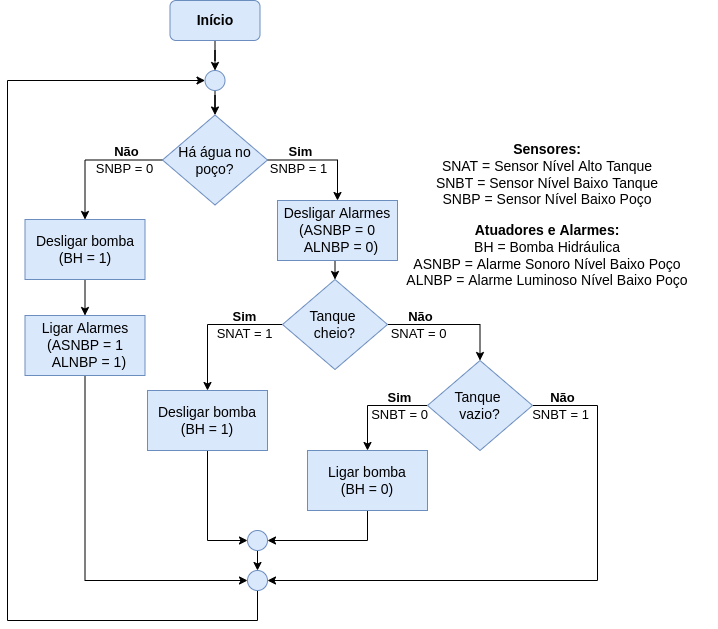 Início
Há água no
poço?
Não
SNBP = 0
Sim
SNBP = 1
Sensores:
SNAT = Sensor Nível Alto Tanque
SNBT = Sensor Nível Baixo Tanque
SNBP = Sensor Nível Baixo Poço
Atuadores e Alarmes:
BH = Bomba Hidráulica
ASNBP = Alarme Sonoro Nível Baixo Poço
ALNBP = Alarme Luminoso Nível Baixo Poço
Desligar bomba
(BH = 1)
Ligar Alarmes
(ASNBP = 1
ALNBP = 1)
Desligar Alarmes
(ASNBP = 0
ALNBP = 0)
Tanque
cheio?
Sim
SNAT = 1
Não
SNAT = 0
Desligar bomba
(BH = 1)
Tanque
vazio?
Sim
SNBT = 0
Não
SNBT = 1
Ligar bomba
(BH = 0)